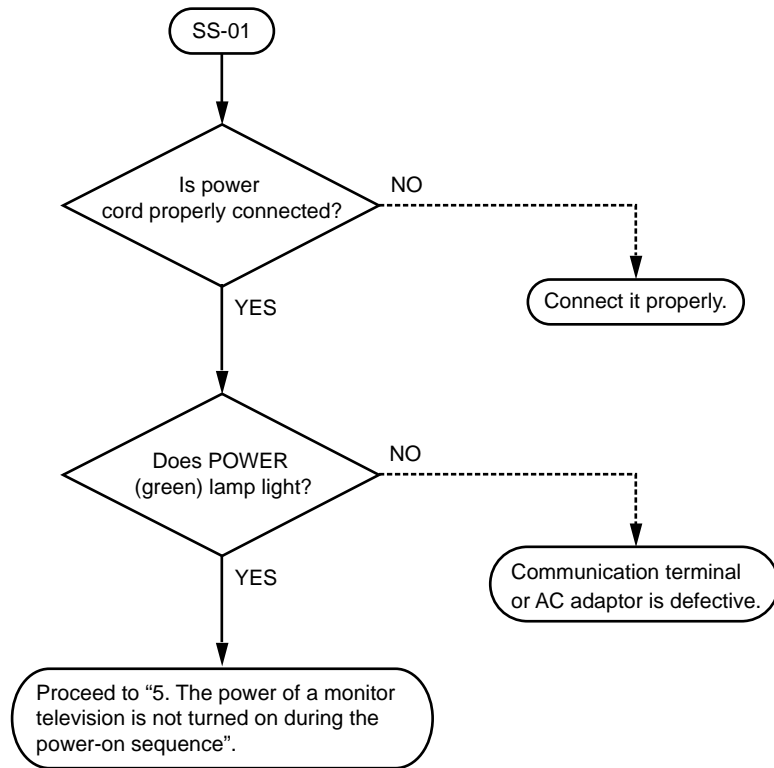 SS-01
Is power
cord properly connected?
NO
Connect it properly.
YES
Does POWER
(green) lamp light?
NO
Communication terminal
or AC adaptor is defective.
YES
Proceed to “5. The power of a monitor
television is not turned on during the
power-on sequence”.